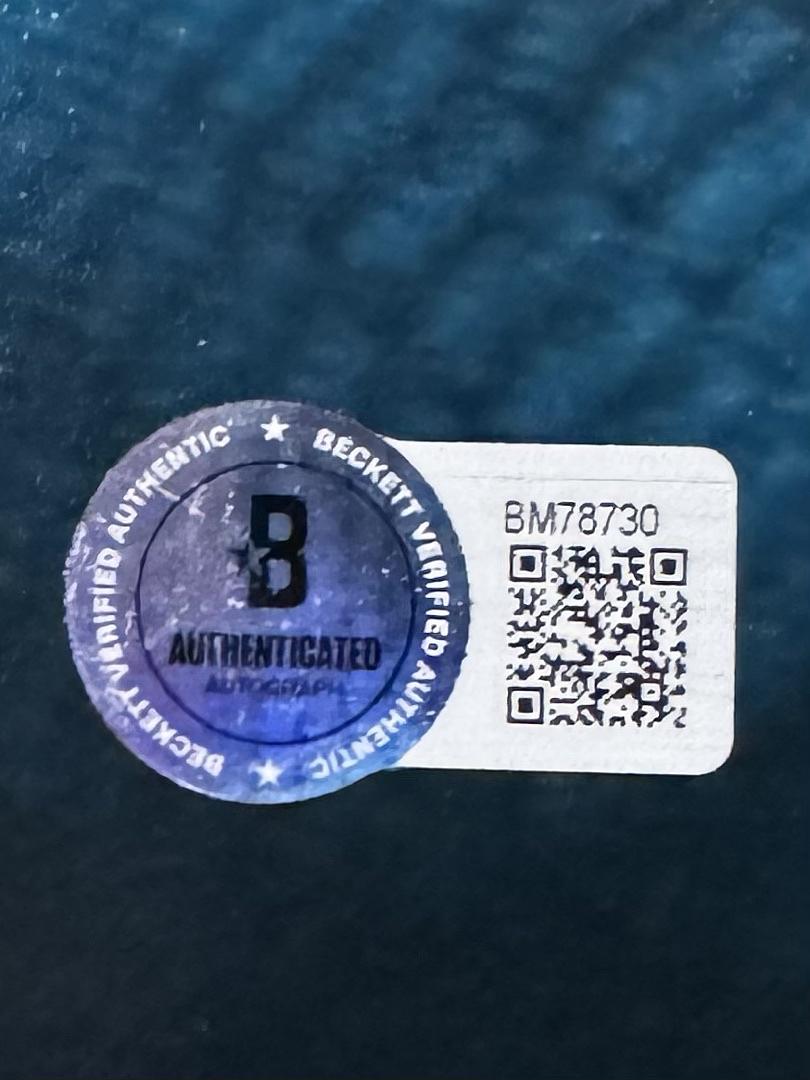 BECKETT VERIFIED AUTHENTIC
BECKETT VERIFIED AUTHENTIC
B
AUTHENTICATED
AUTOGRAPH
BM78730